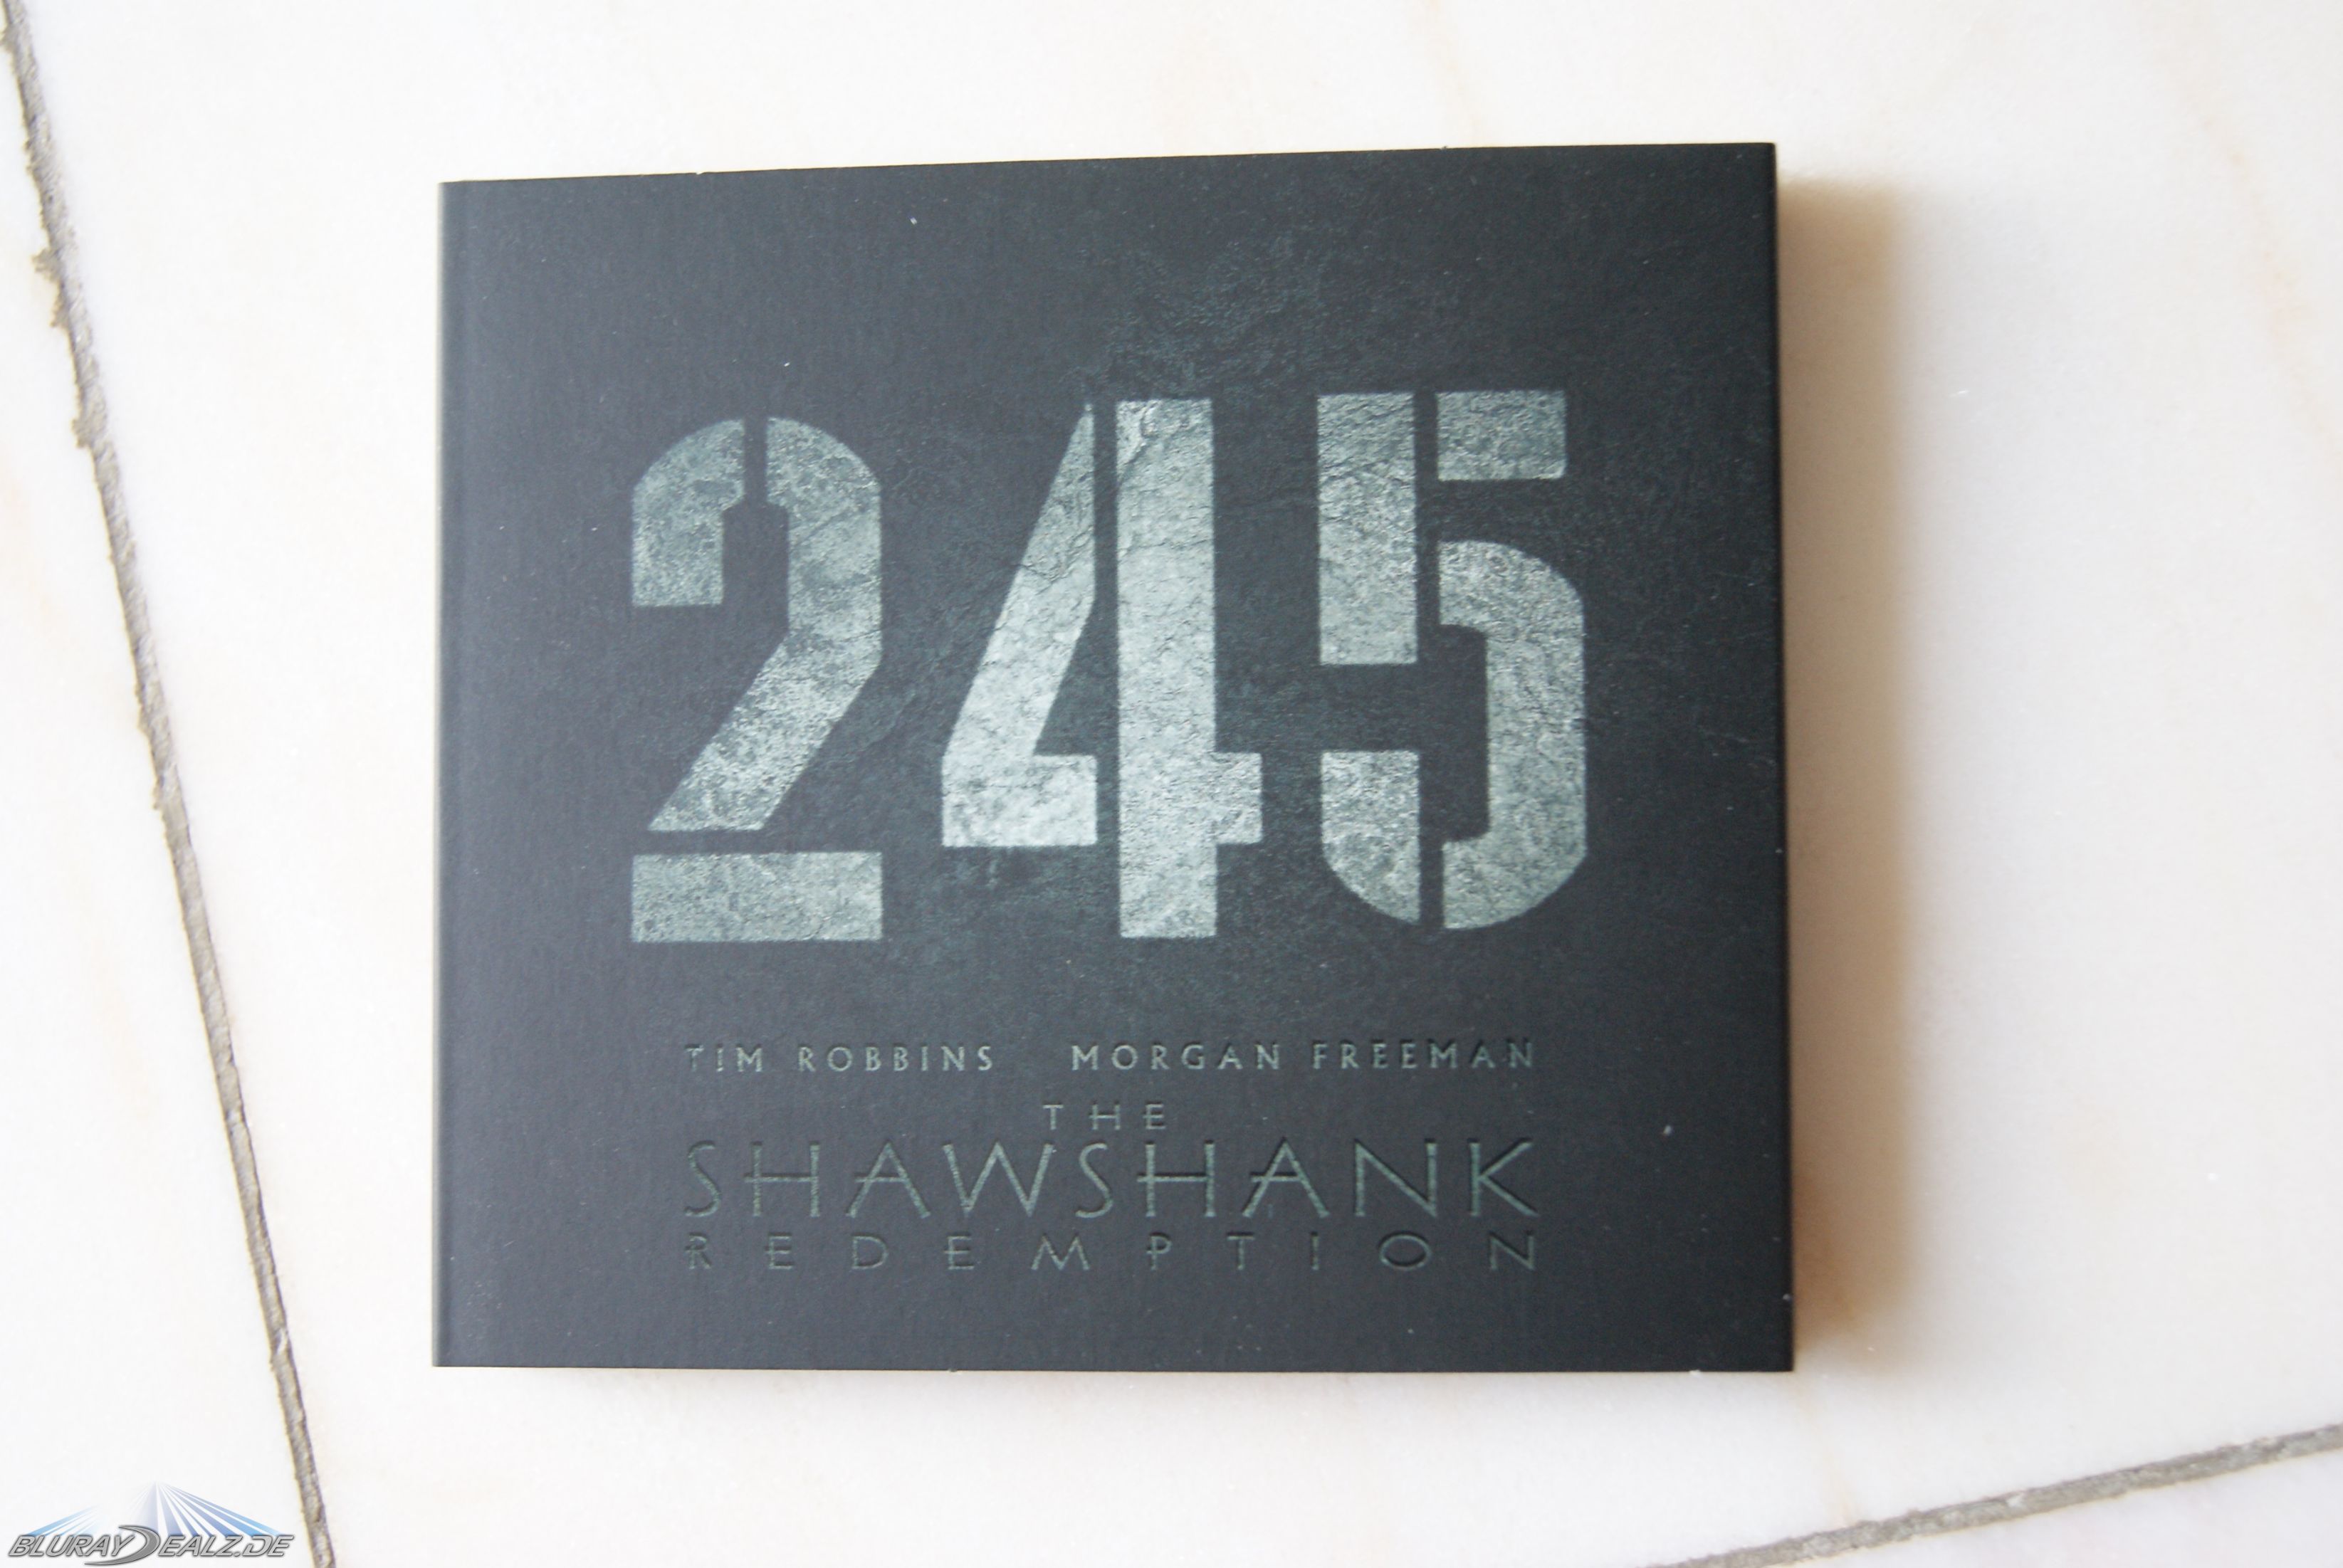 245
TIM ROBBINS MORGAN FREEMAN
THE
SHAWSHANK
REDEMPTION
BLURAYDEALZ.DE